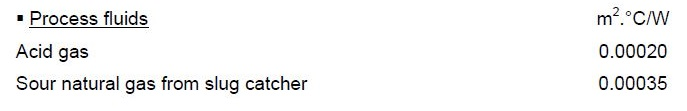 ▪ Process fluids m².°C/W
Acid gas 0.00020
Sour natural gas from slug catcher 0.00035